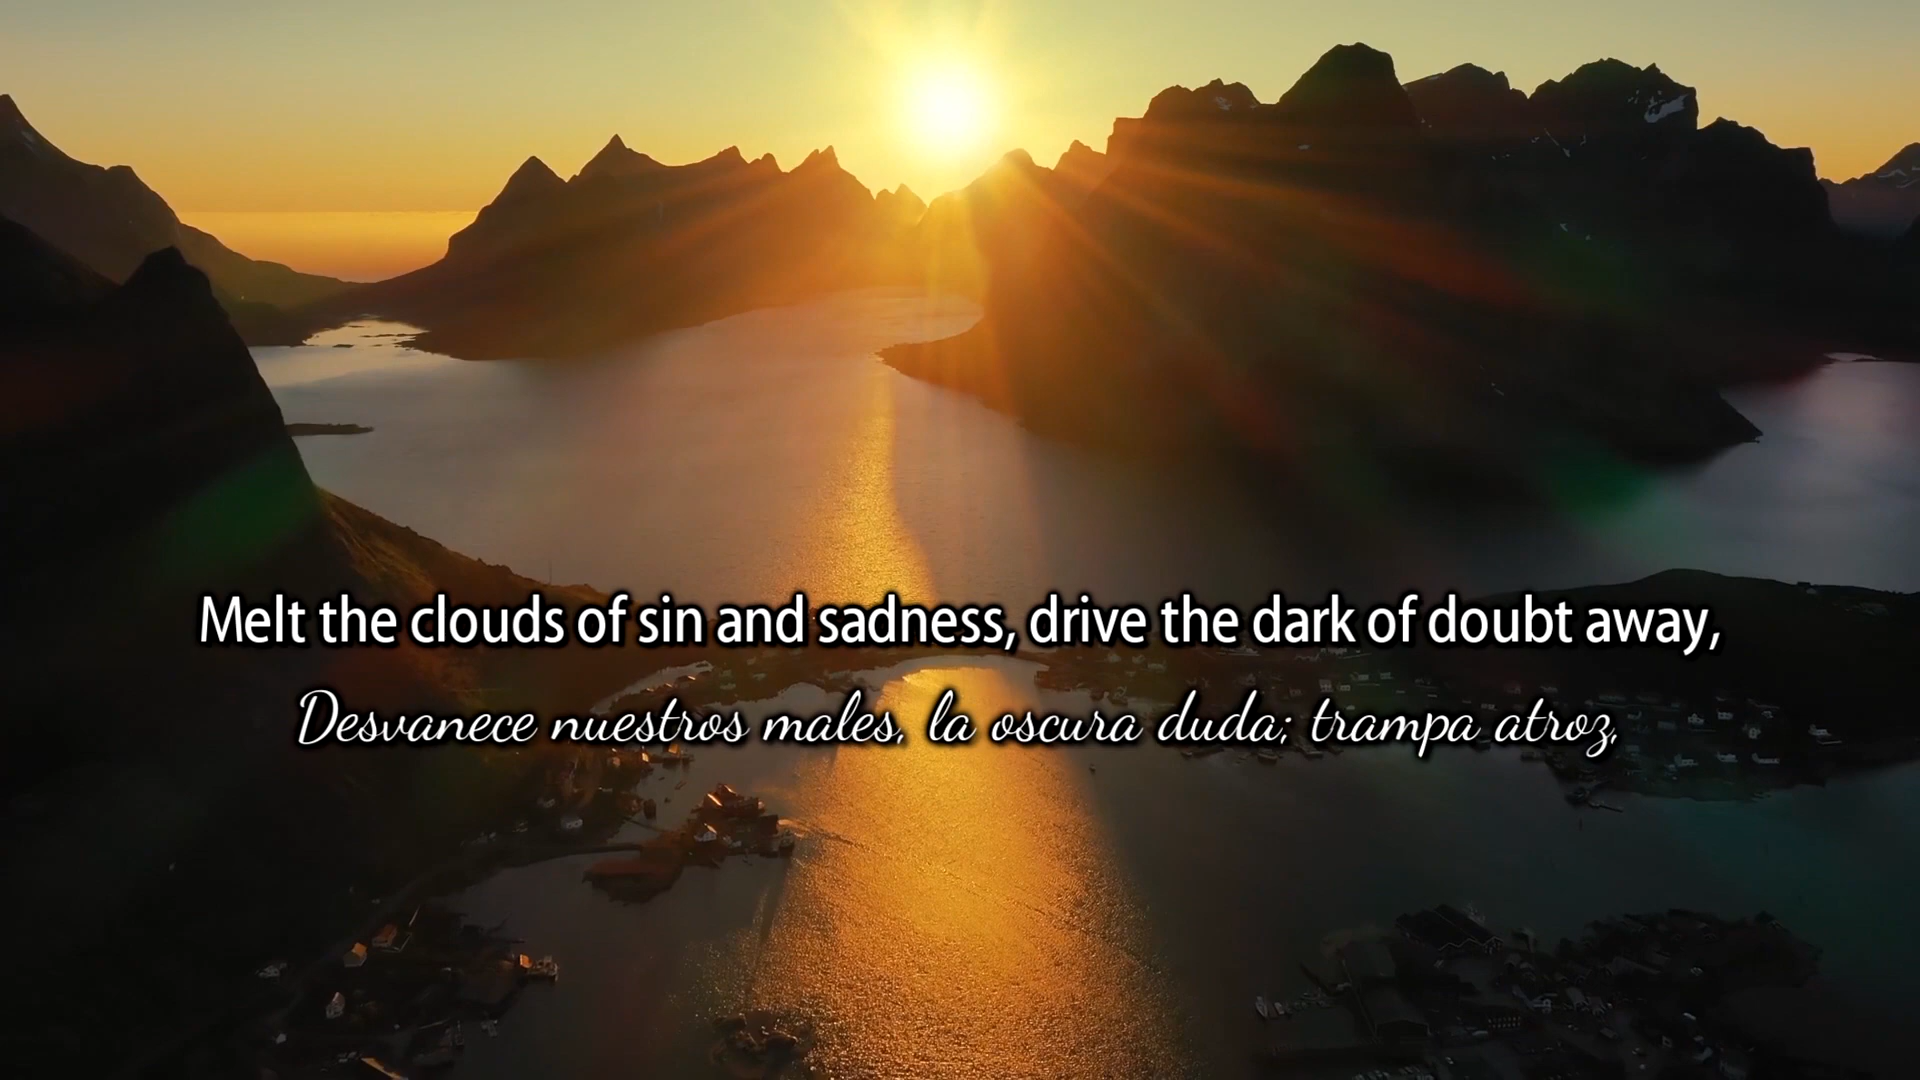 Melt the clouds of sin and sadness, drive the dark of doubt away,
Desvanece nuestros males, la oscura duda; trampa atroz,